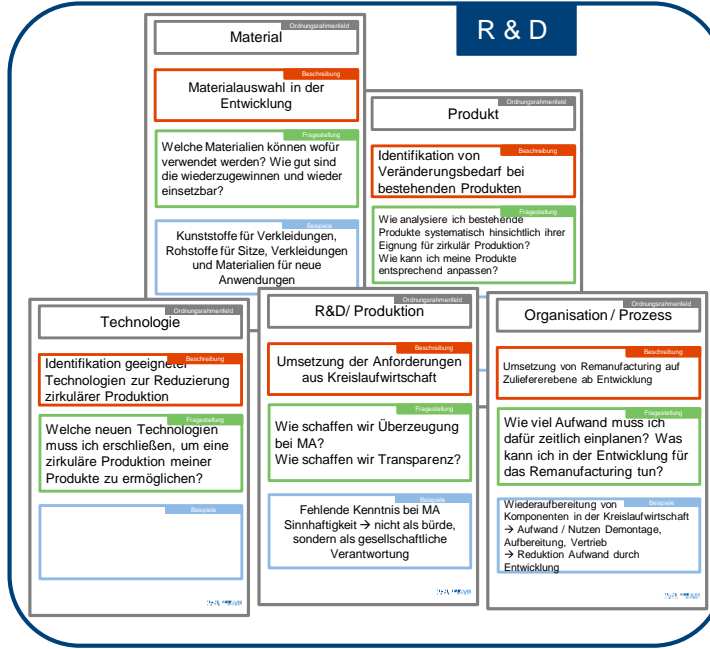 R & D
Ordnungsrahmenfeld
Material
Beschreibung
Materialauswahl in der
Entwicklung
Fragestellung
Welche Materialien können wofür
verwendet werden? Wie gut sind
die wiederzugewinnen und wieder
einsetzbar?
Beispiele
Kunststoffe für Verkleidungen,
Rohstoffe für Sitze, Verkleidungen
und Materialien für neue
Anwendungen
Ordnungsrahmenfeld
Produkt
Beschreibung
Identifikation von
Veränderungsbedarf bei
bestehenden Produkten
Fragestellung
Wie analysiere ich bestehende
Produkte systematisch hinsichtlich ihrer
Eignung für zirkulär Produktion?
Wie kann ich meine Produkte
entsprechend anpassen?
Ordnungsrahmenfeld
Technologie
Beschreibung
Identifikation geeigneter
Technologien zur Reduzierung
zirkulärer Produktion
Fragestellung
Welche neuen Technologien
muss ich erschließen, um eine
zirkuläre Produktion meiner
Produkte zu ermöglichen?
Beispiele
Ordnungsrahmenfeld
R&D/ Produktion
Beschreibung
Umsetzung der Anforderungen
aus Kreislaufwirtschaft
Fragestellung
Wie schaffen wir Überzeugung
bei MA?
Wie schaffen wir Transparenz?
Beispiele
Fehlende Kenntnis bei MA
Sinnhaftigkeit → nicht als bürde,
sondern als gesellschaftliche
Verantwortung
Ordnungsrahmenfeld
Organisation / Prozess
Beschreibung
Umsetzung von Remanufacturing auf
Zuliefererebene ab Entwicklung
Fragestellung
Wie viel Aufwand muss ich
dafür zeitlich einplanen? Was
kann ich in der Entwicklung für
das Remanufacturing tun?
Beispiele
Wiederaufbereitung von
Komponenten in der Kreislaufwirtschaft
→ Aufwand / Nutzen Demontage,
Aufbereitung, Vertrieb
→ Reduktion Aufwand durch
Entwicklung